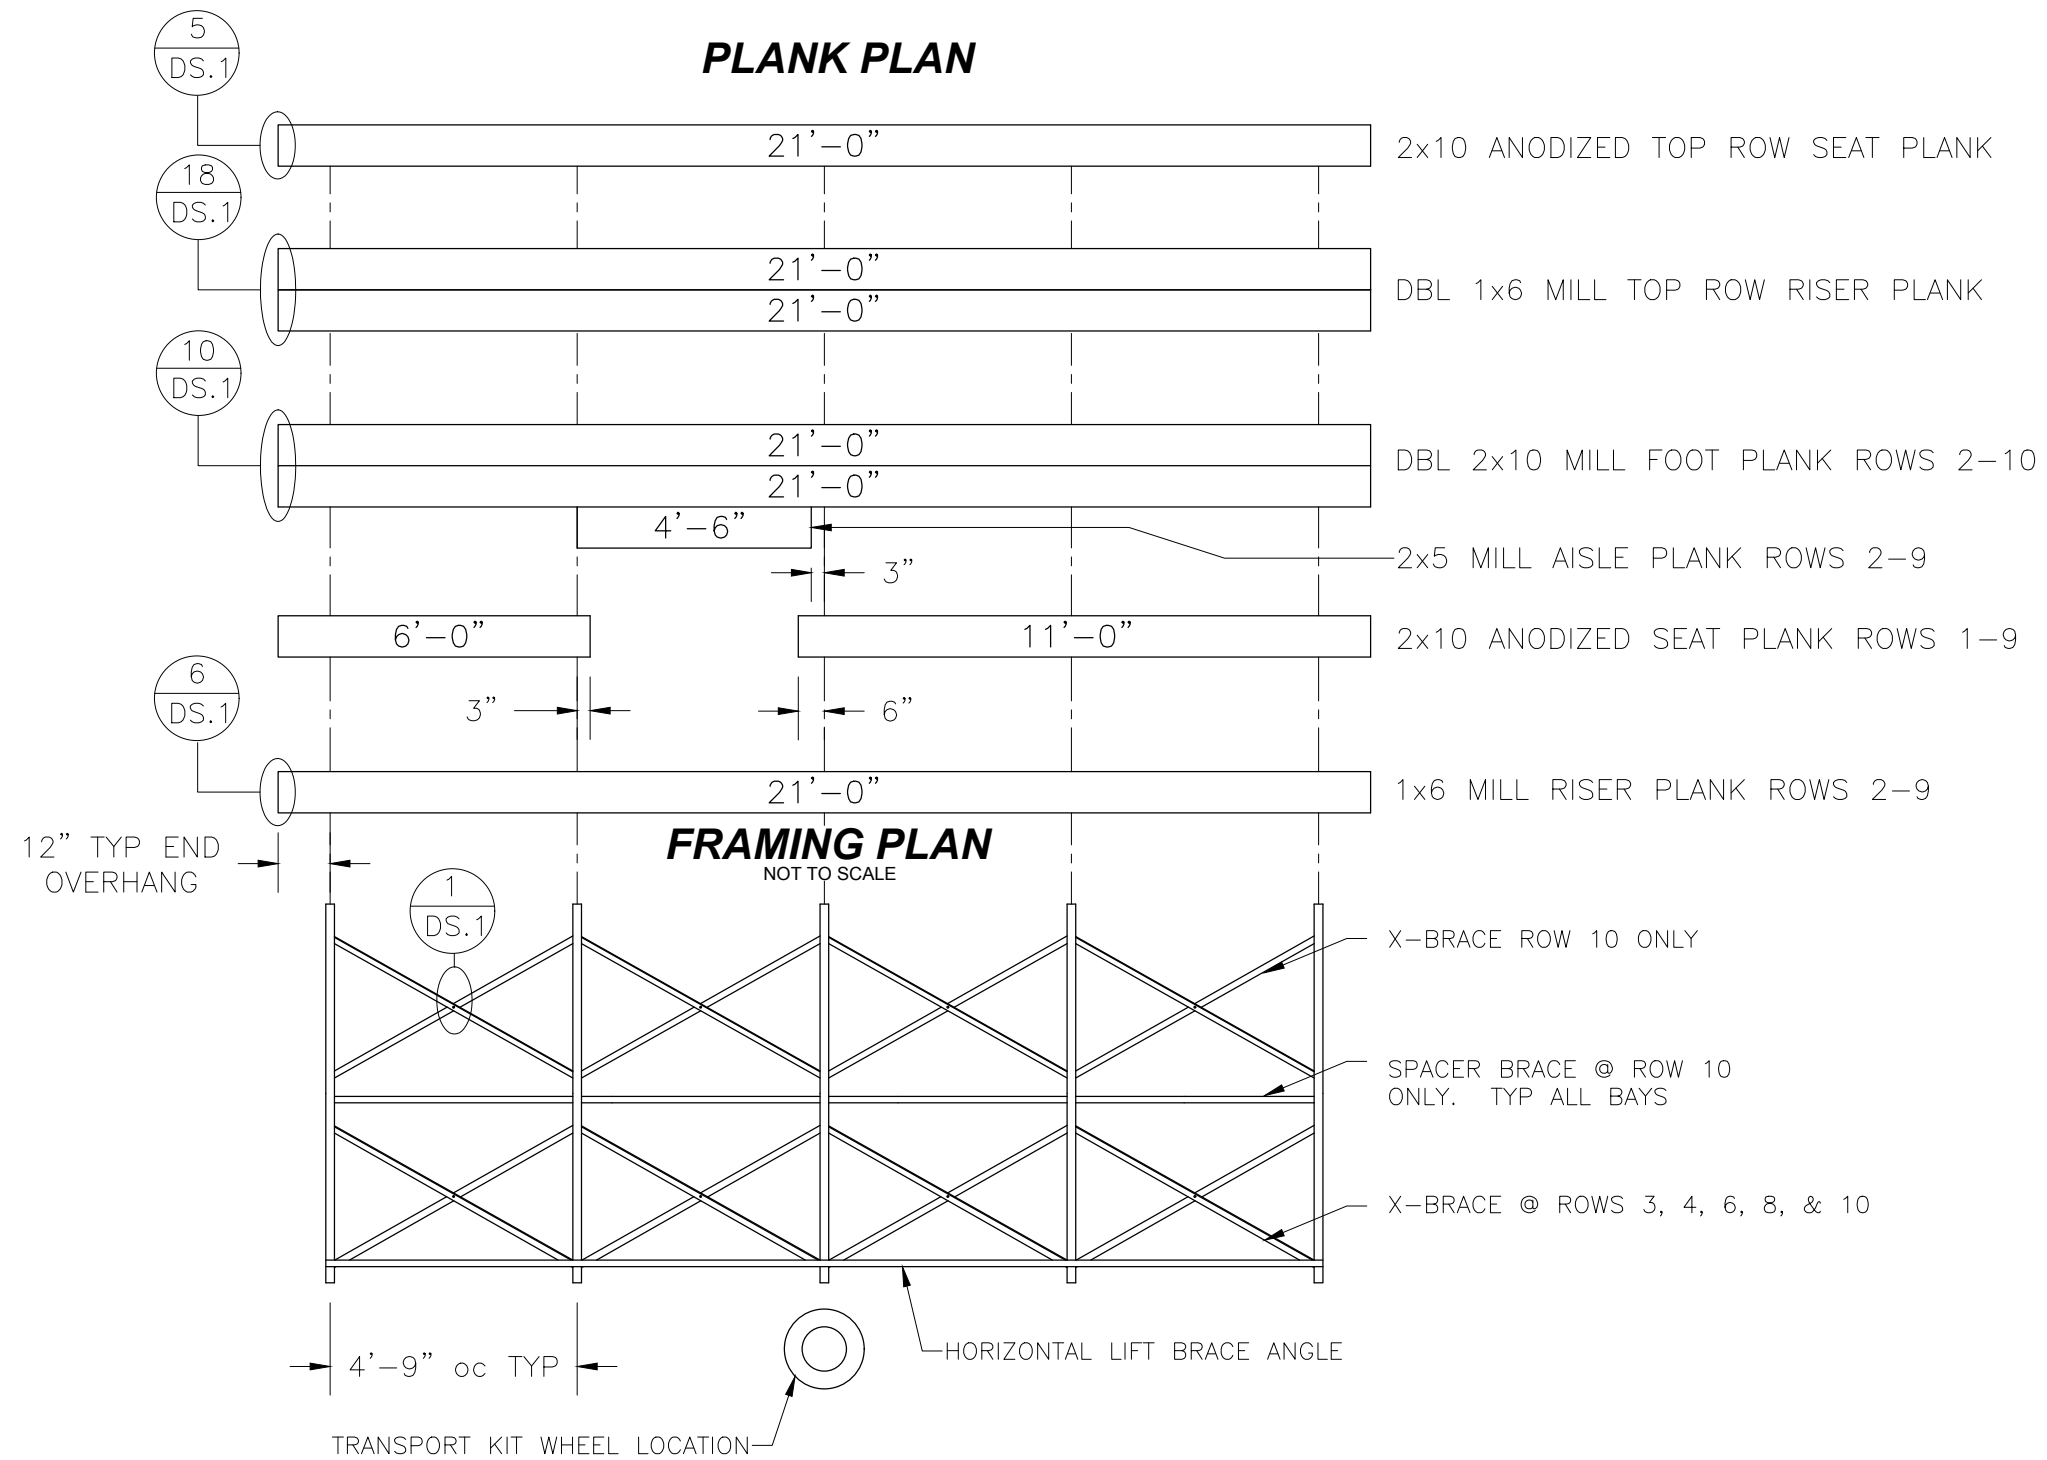 5
DS.1
PLANK PLAN
21'-0"
2x10 ANODIZED TOP ROW SEAT PLANK
18
DS.1
21'-0"
21'-0"
DBL 1x6 MILL TOP ROW RISER PLANK
10
DS.1
21'-0"
21'-0"
DBL 2x10 MILL FOOT PLANK ROWS 2-10
4'-6"
2x5 MILL AISLE PLANK ROWS 2-9
3"
6'-0"
11'-0"
2x10 ANODIZED SEAT PLANK ROWS 1-9
6
DS.1
3"
6"
21'-0"
1x6 MILL RISER PLANK ROWS 2-9
12" TYP END
OVERHANG
FRAMING PLAN
NOT TO SCALE
1
DS.1
X-BRACE ROW 10 ONLY
SPACER BRACE @ ROW 10
ONLY. TYP ALL BAYS
X-BRACE @ ROWS 3, 4, 6, 8, & 10
HORIZONTAL LIFT BRACE ANGLE
4'-9" oc TYP
TRANSPORT KIT WHEEL LOCATION